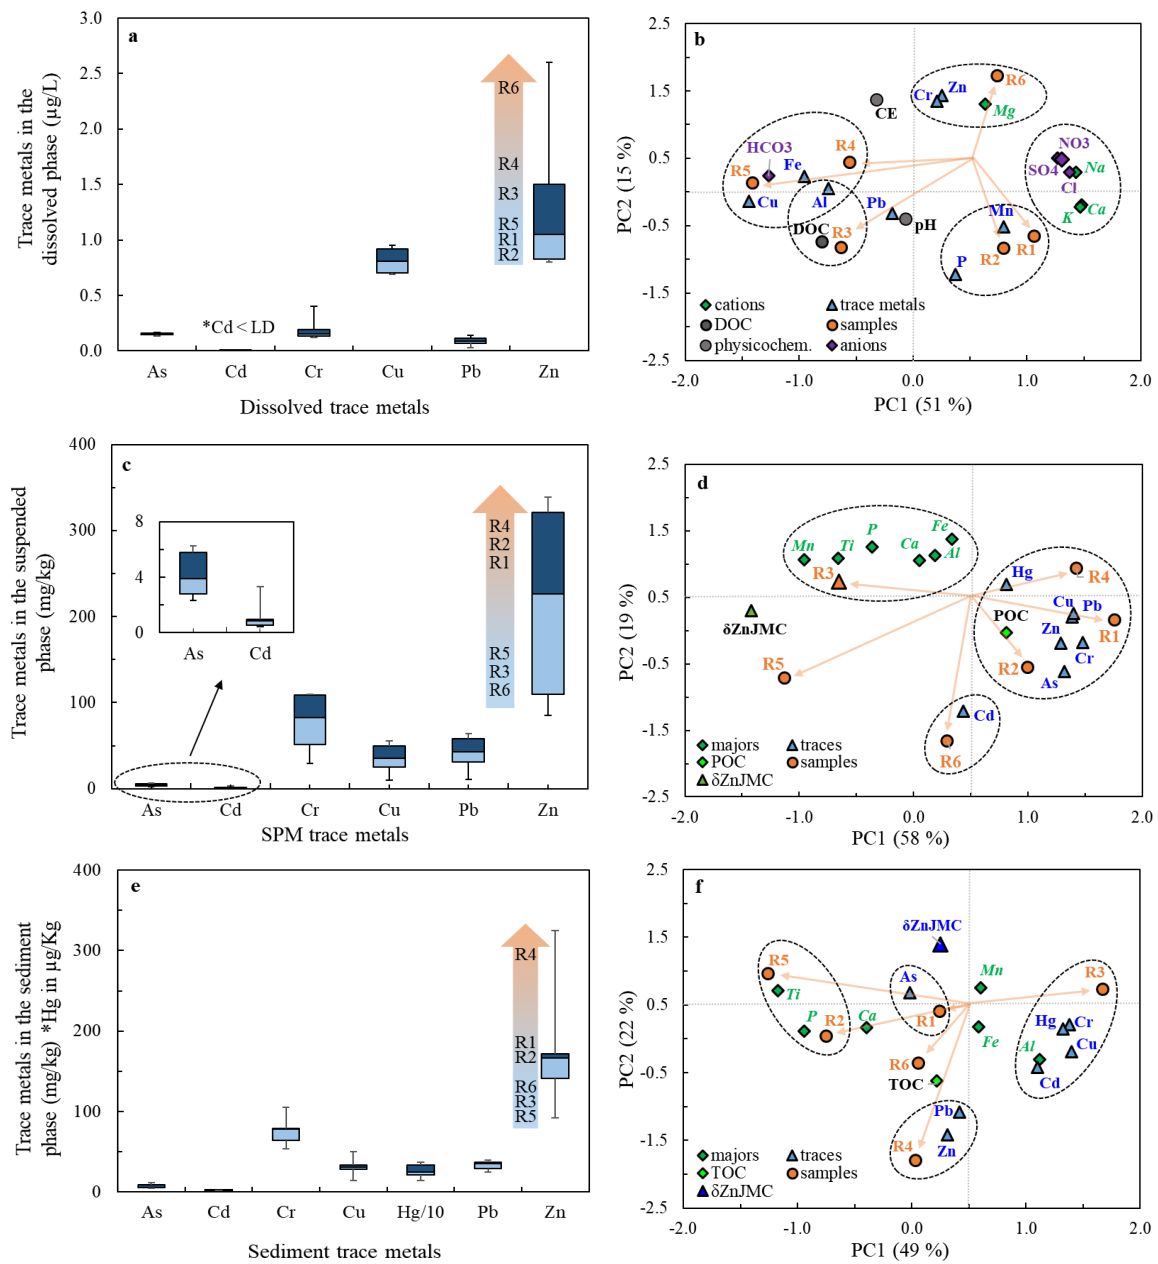 a
Trace metals in the
dissolved phase (µg/L)
3.0
2.5
2.0
1.5
1.0
0.5
0.0
R6
R4
R3
R5
R1
R2
*Cd < LD
As Cd Cr Cu Pb Zn
Dissolved trace metals
b
PC2 (15 %)
2.5
1.5
0.5
-0.5
-1.5
-2.5
CE
Cr Zn
R6
Mg
HCO3
Fe
R4
R5
Cu
Al
Pb
DOC
R3
pH
NO3
SO4
Na
Cl
K
Ca
Mn
R2
R1
P
cations
trace metals
DOC
samples
physicochem.
anions
-2.0 -1.0 0.0 1.0 2.0
PC1 (51 %)
c
Trace metals in the suspended
phase (mg/kg)
400
300
200
100
0
8
4
0
As Cd
R4
R2
R1
R5
R3
R6
As Cd Cr Cu Pb Zn
SPM trace metals
d
PC2 (19 %)
2.5
1.5
0.5
-0.5
-1.5
-2.5
Mn
Ti
P
Ca
Fe
Al
R3
Hg
R4
δZnJMC
POC
Cu
Pb
Zn
R1
Cr
R2
As
R5
Cd
R6
majors
traces
POC
samples
δZnJMC
-2.0 -1.0 0.0 1.0 2.0
PC1 (58 %)
e
Trace metals in the sediment
phase (mg/kg) *Hg in µg/Kg
400
300
200
100
0
R4
R1
R2
R6
R3
R5
As Cd Cr Cu Hg/10 Pb Zn
Sediment trace metals
f
PC2 (22 %)
2.5
1.5
0.5
-0.5
-1.5
-2.5
δZnJMC
R5
Ti
As
Mn
R3
P
R2
Ca
R1
Fe
Hg
Cr
Cu
Al
Cd
R6
TOC
Pb
R4
Zn
majors
traces
TOC
samples
δZnJMC
-2.0 -1.0 0.0 1.0 2.0
PC1 (49 %)